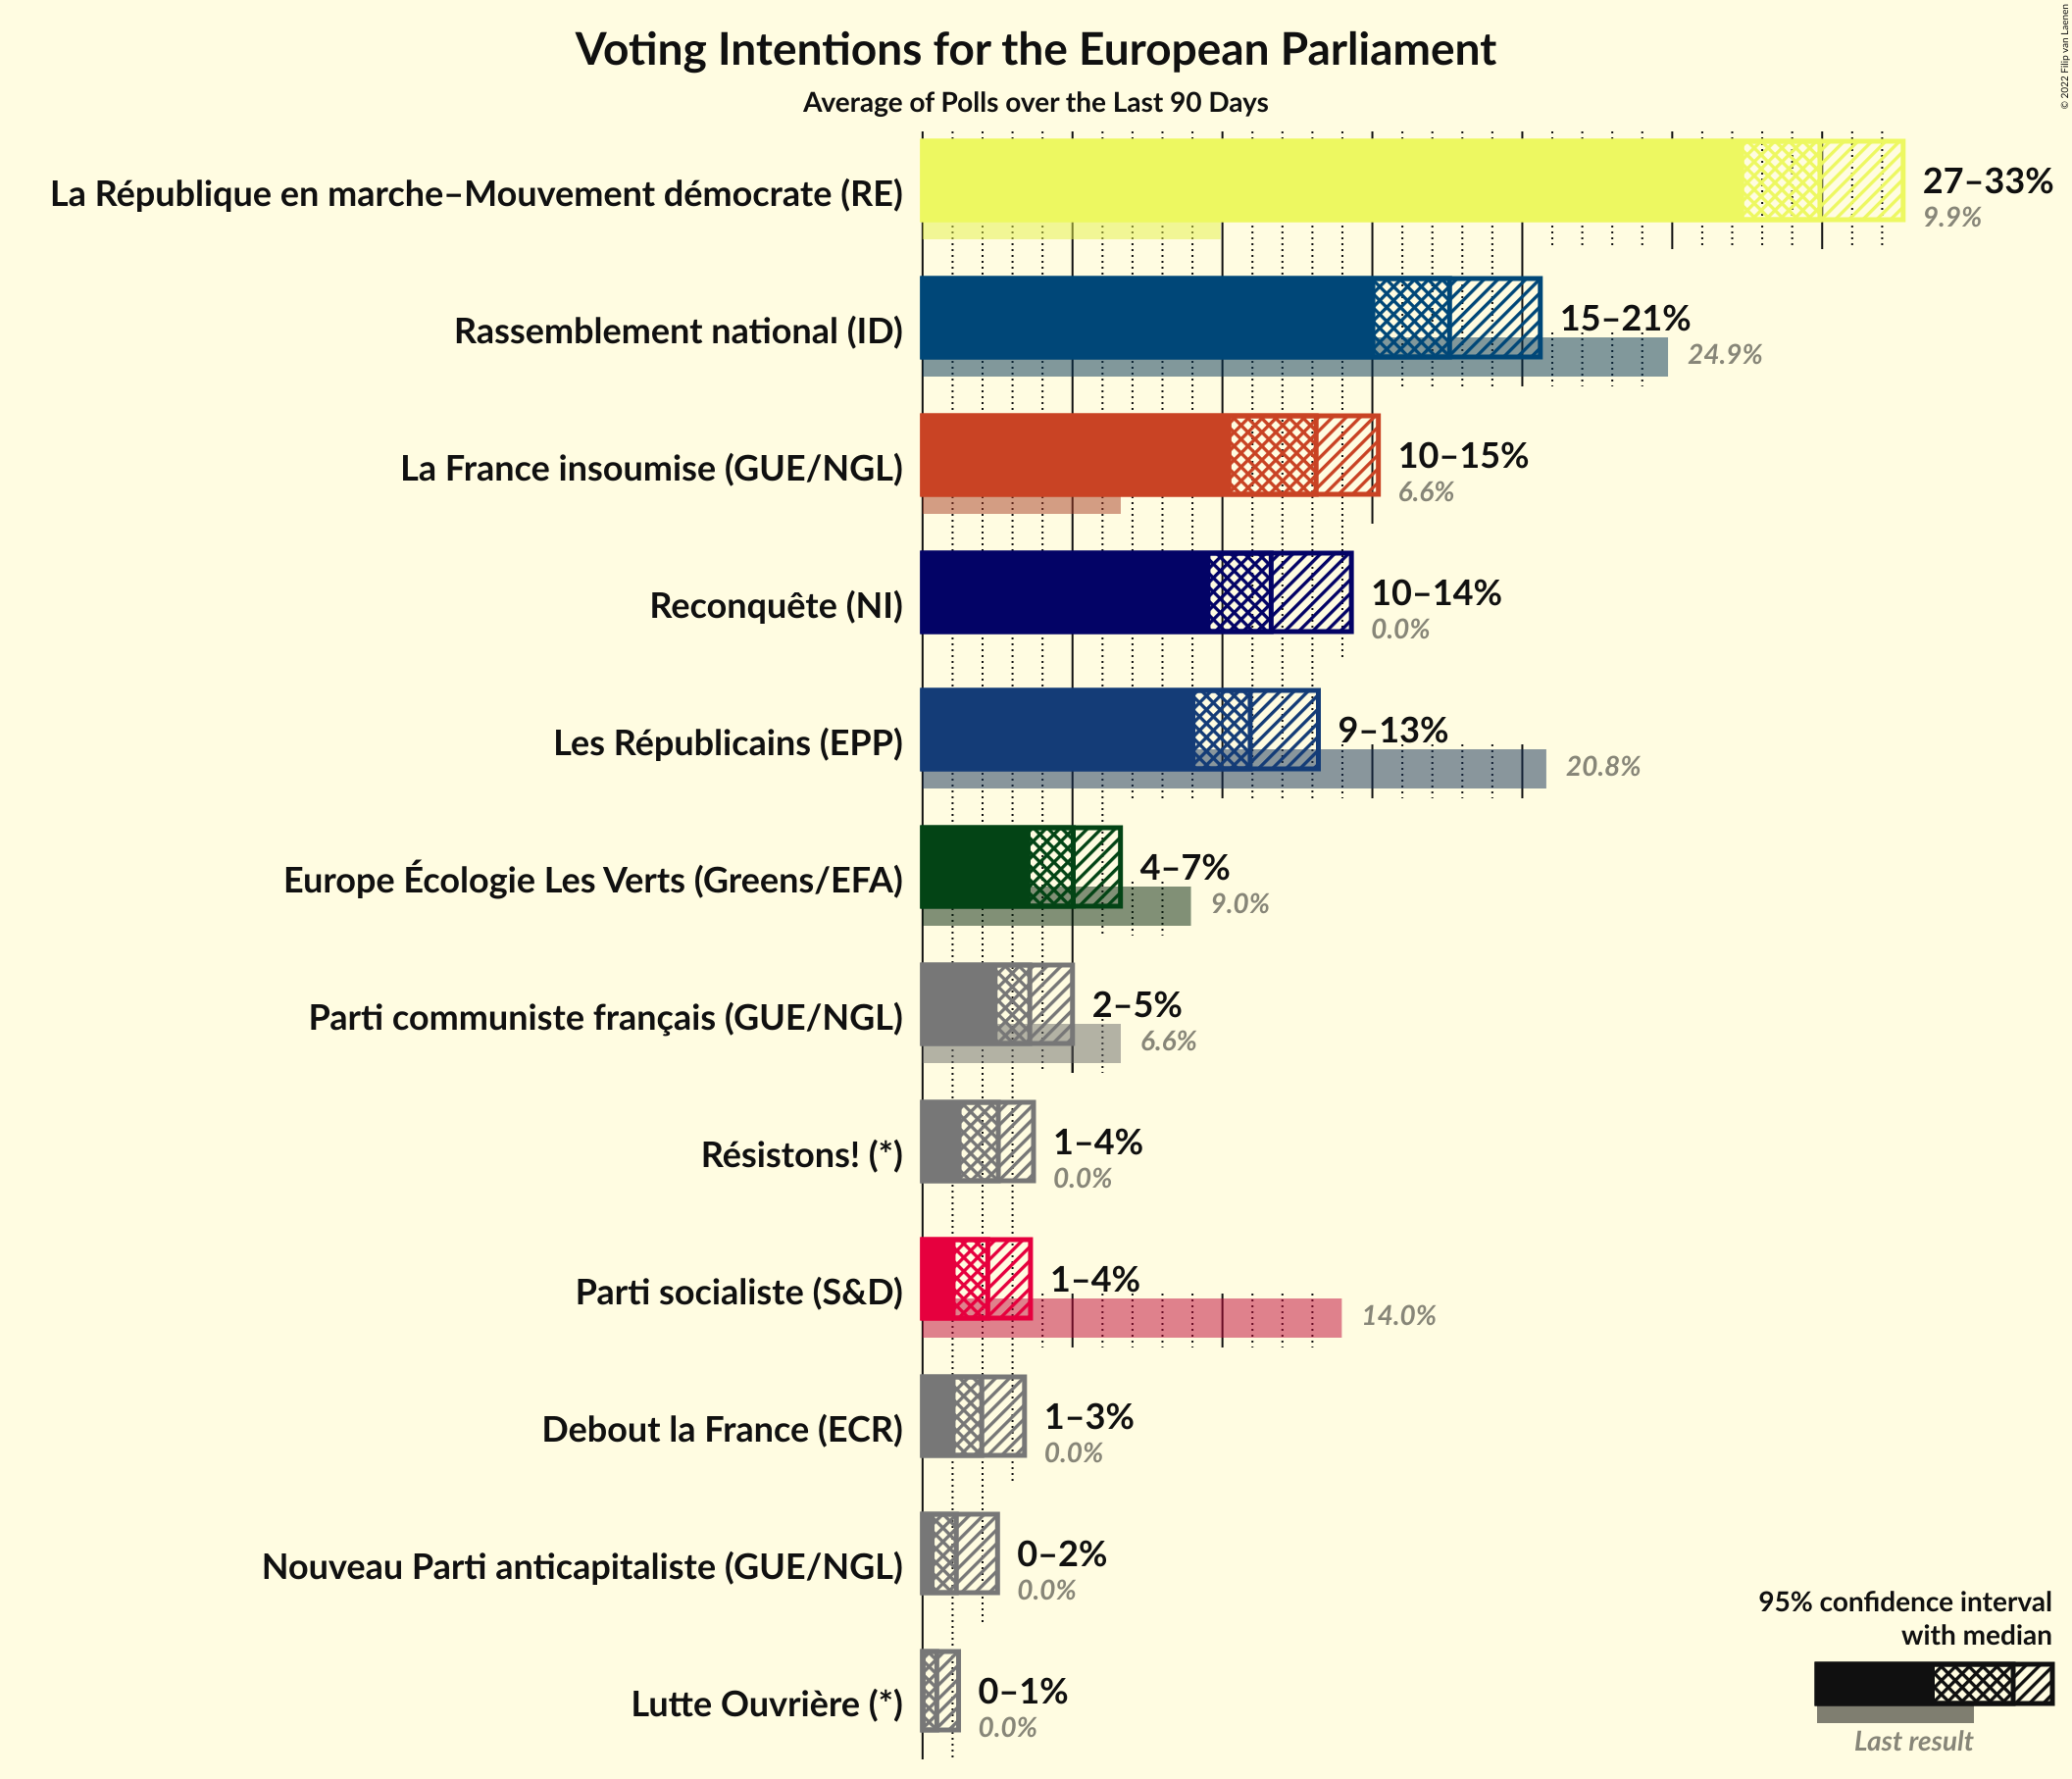 Voting Intentions for the European Parliament
Average of Polls over the Last 90 Days
© 2022 Filip van Laenen
La République en marche–Mouvement démocrate (RE)
27–33%
9.9%
Rassemblement national (ID)
15–21%
24.9%
La France insoumise (GUE/NGL)
10–15%
6.6%
Reconquête (NI)
10–14%
0.0%
Les Républicains (EPP)
9–13%
20.8%
Europe Écologie Les Verts (Greens/EFA)
4–7%
9.0%
Parti communiste français (GUE/NGL)
2–5%
6.6%
Résistons! (*)
1–4%
0.0%
Parti socialiste (S&D)
1–4%
14.0%
Debout la France (ECR)
1–3%
0.0%
Nouveau Parti anticapitaliste (GUE/NGL)
0–2%
0.0%
Lutte Ouvrière (*)
0–1%
0.0%
95% confidence interval
with median
Last result